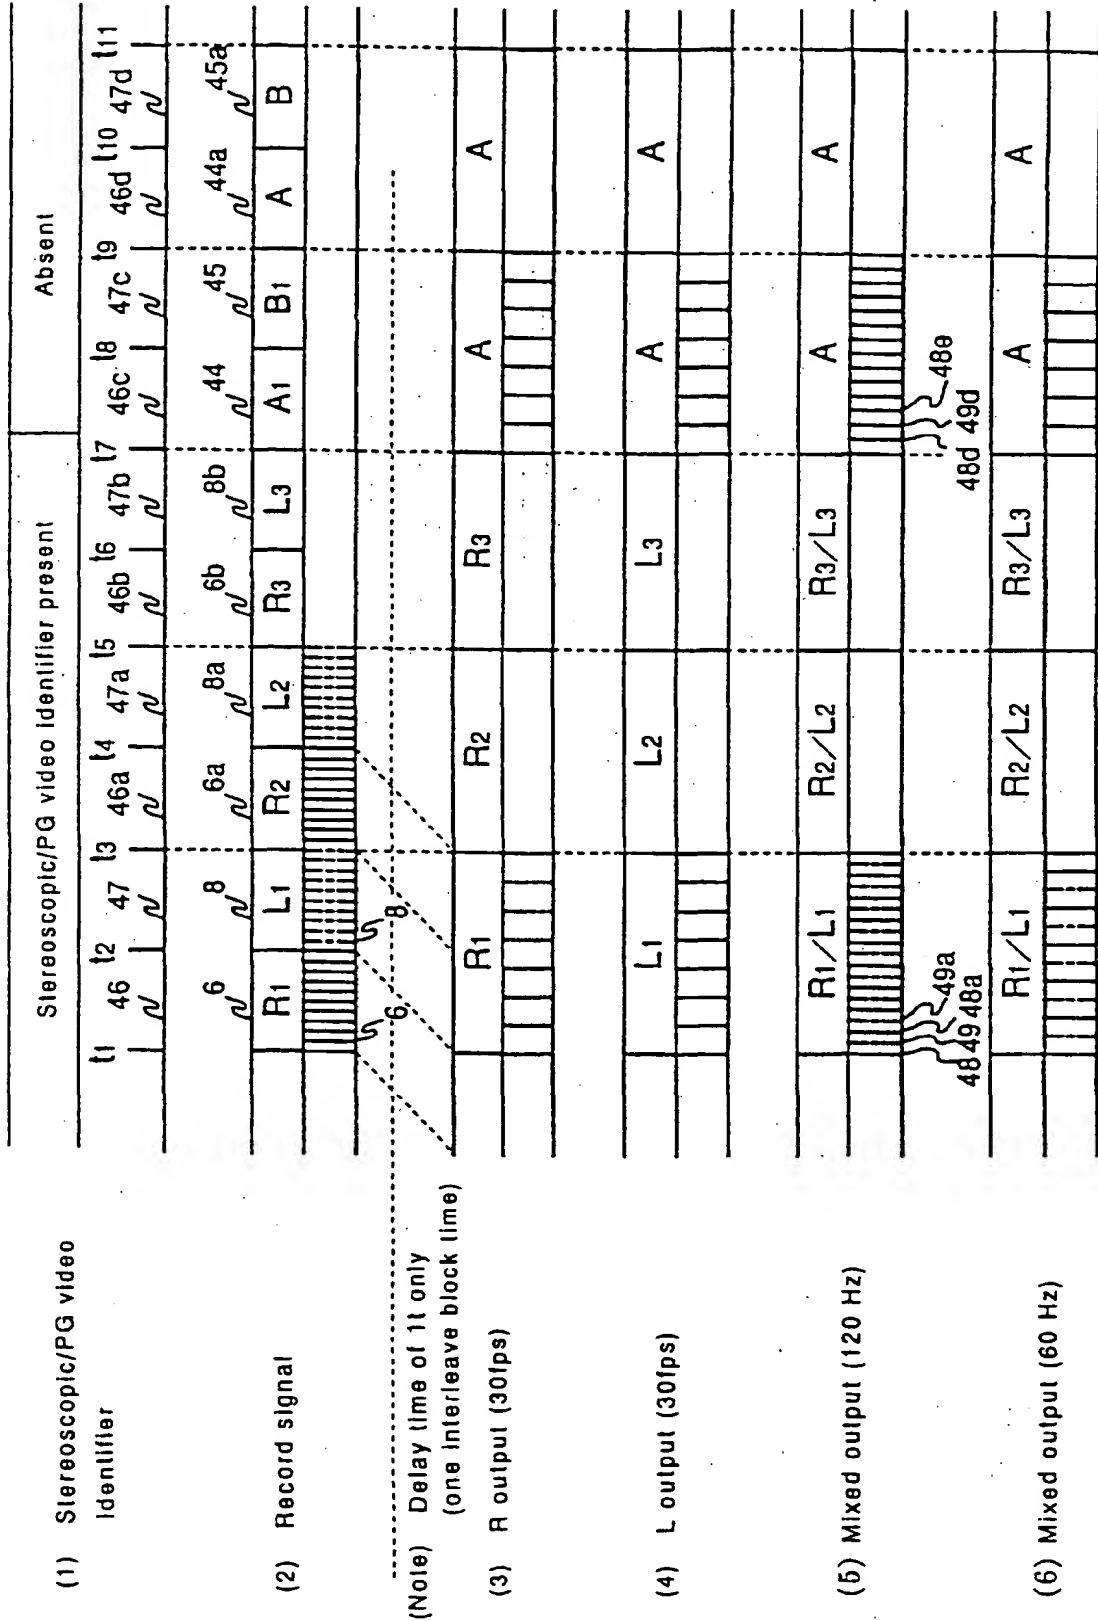 (1) Stereoscopic/PG video
Identifier
Stereoscopic/PG video identifier present
Absent
t1 46 t2 47 t3 46a t4 47a t5 46b t6 47b t7 46c t8 47c t9 46d t10 47d t11
6 8 6a 8a 6b 8b 44 45 44a 45a
(2) Record signal
R1 L1 R2 L2 R3 L3 A1 B1 A B
6 8
(Note) Delay time of 1t only
(one interleave block time)
(3) R output (30fps)
R1 R2 R3 A A
(4) L output (30fps)
L1 L2 L3 A A
(5) Mixed output (120 Hz)
R1/L1 R2/L2 R3/L3 A A
48 49 48a 49a 48d 49d 48e
(6) Mixed output (60 Hz)
R1/L1 R2/L2 R3/L3 A A